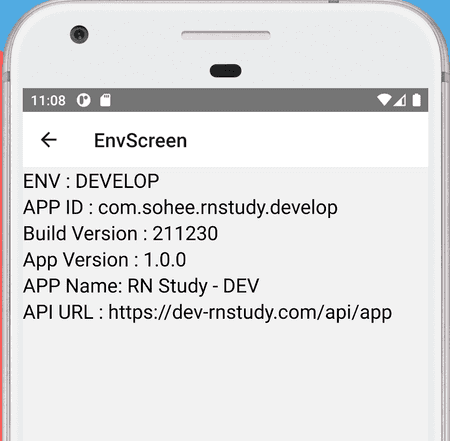 11:08
EnvScreen
ENV : DEVELOP
APP ID : com.sohee.rnstudy.develop
Build Version : 211230
App Version : 1.0.0
APP Name: RN Study - DEV
API URL : https://dev-rnstudy.com/api/app